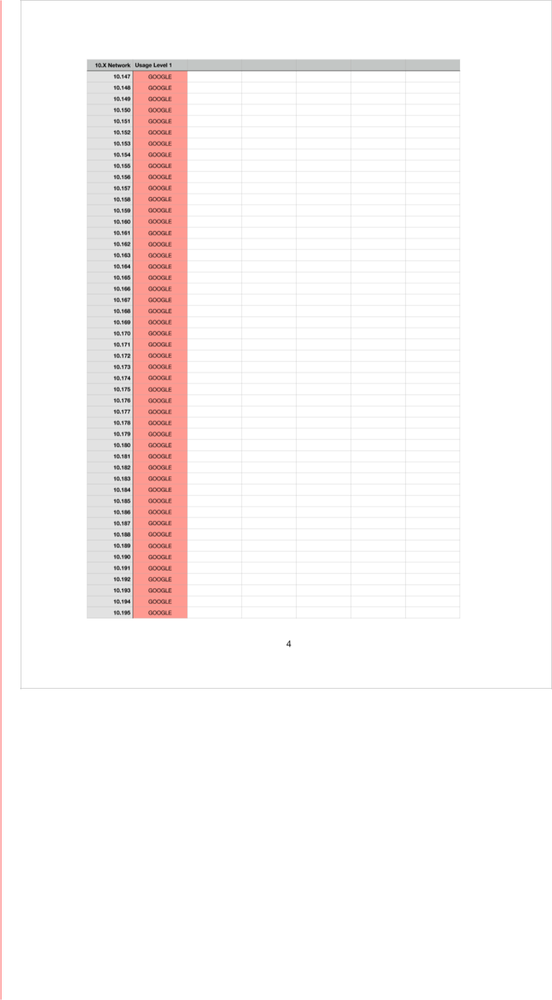 10.X Network Usage Level 1
10.147 GOOGLE
10.148 GOOGLE
10.149 GOOGLE
10.150 GOOGLE
10.151 GOOGLE
10.152 GOOGLE
10.153 GOOGLE
10.154 GOOGLE
10.155 GOOGLE
10.156 GOOGLE
10.157 GOOGLE
10.158 GOOGLE
10.159 GOOGLE
10.160 GOOGLE
10.161 GOOGLE
10.162 GOOGLE
10.163 GOOGLE
10.164 GOOGLE
10.165 GOOGLE
10.166 GOOGLE
10.167 GOOGLE
10.168 GOOGLE
10.169 GOOGLE
10.170 GOOGLE
10.171 GOOGLE
10.172 GOOGLE
10.173 GOOGLE
10.174 GOOGLE
10.175 GOOGLE
10.176 GOOGLE
10.177 GOOGLE
10.178 GOOGLE
10.179 GOOGLE
10.180 GOOGLE
10.181 GOOGLE
10.182 GOOGLE
10.183 GOOGLE
10.184 GOOGLE
10.185 GOOGLE
10.186 GOOGLE
10.187 GOOGLE
10.188 GOOGLE
10.189 GOOGLE
10.190 GOOGLE
10.191 GOOGLE
10.192 GOOGLE
10.193 GOOGLE
10.194 GOOGLE
10.195 GOOGLE
4